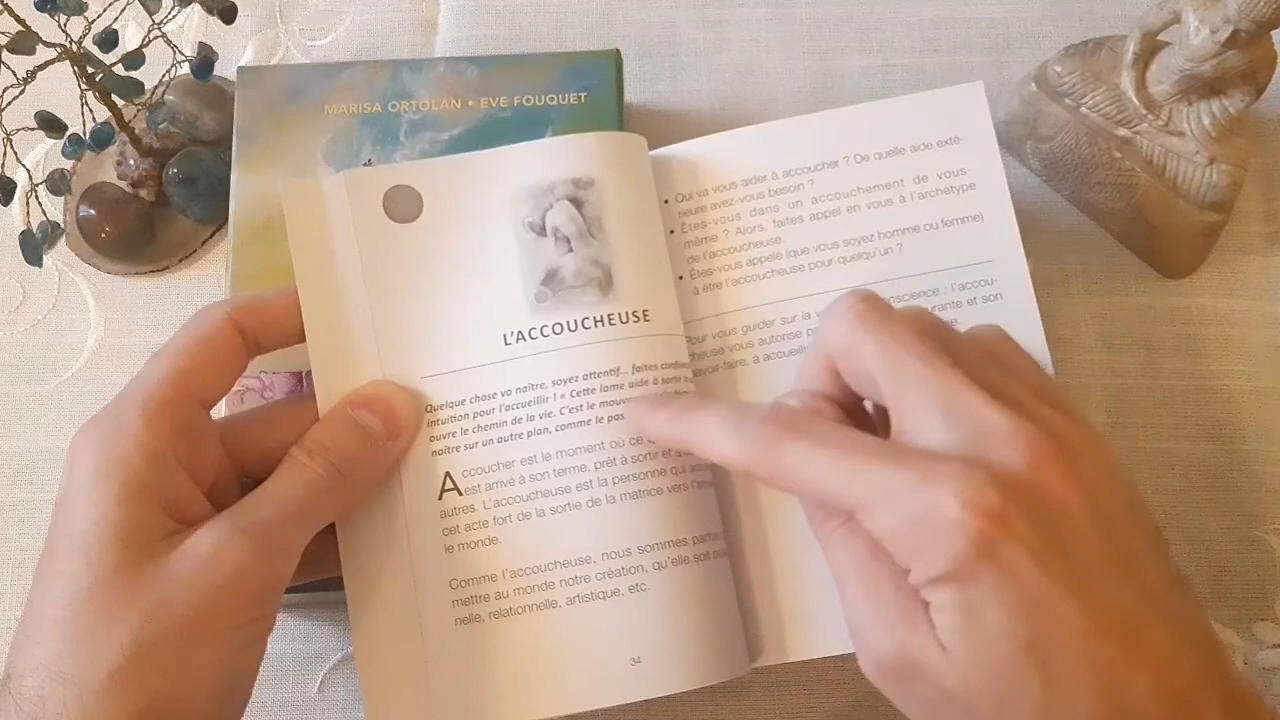 MARISA ORTOLAN • EVE FOUQUET
L'ACCOUCHEUSE
Quelque chose va naître, soyez attentif... faites
intuition pour l'accueillir ! « Cette lame aide à sortir
ouvre le chemin de la vie. C'est le
naître sur un autre plan, comme le pas
Accoucher est le moment où ce
est arrivé à son terme, prêt à sortir et à
autres. L'accoucheuse est la personne qui
cet acte fort de la sortie de la matrice vers
le monde.
Comme l'accoucheuse, nous sommes
mettre au monde notre création, qu'elle soit
nelle, relationnelle, artistique, etc.
34
• Qui va vous aider à accoucher ? De quelle aide exté-
rieure avez-vous besoin ?
• Êtes-vous dans un accouchement de vous-
même ? Alors, faites appel en vous à l'archétype
de l'accoucheuse.
• Êtes-vous appelé (que vous soyez homme ou femme)
à être l'accoucheuse pour quelqu'un ?
Pour vous guider sur la : l'accou-
cheuse vous autorise et son
savoir-faire, à